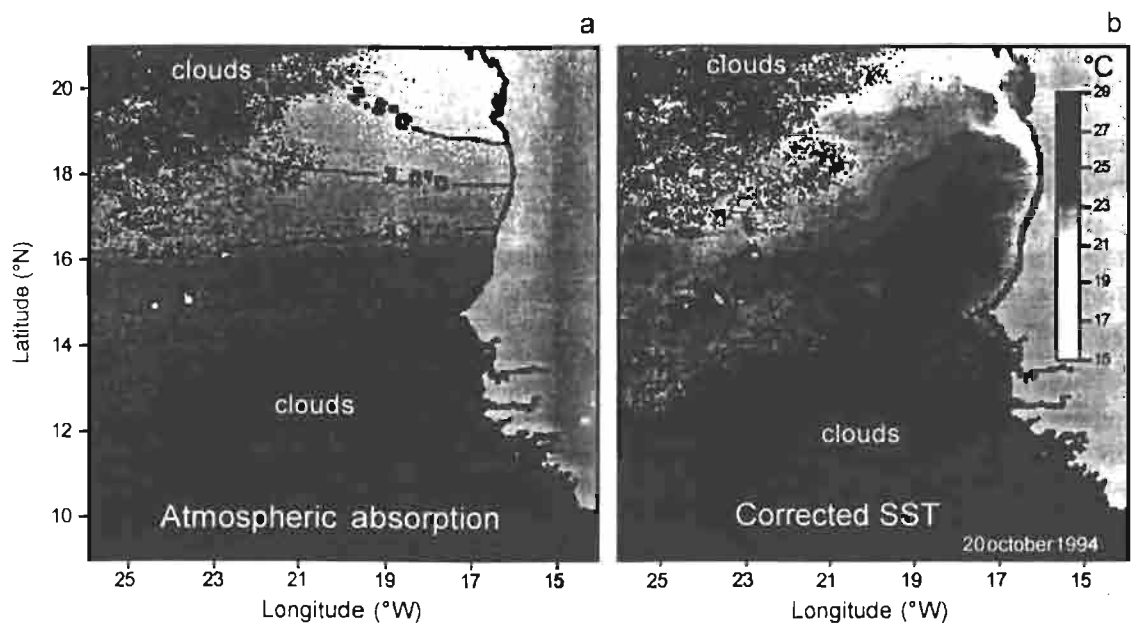 a
b
clouds
clouds
°C
20
18
16
14
12
10
Latitude (°N)
29
27
25
23
21
19
17
15
clouds
clouds
Atmospheric absorption
Corrected SST
20 october 1994
25 23 21 19 17 15
25 23 21 19 17 15
Longitude (°W)
Longitude (°W)